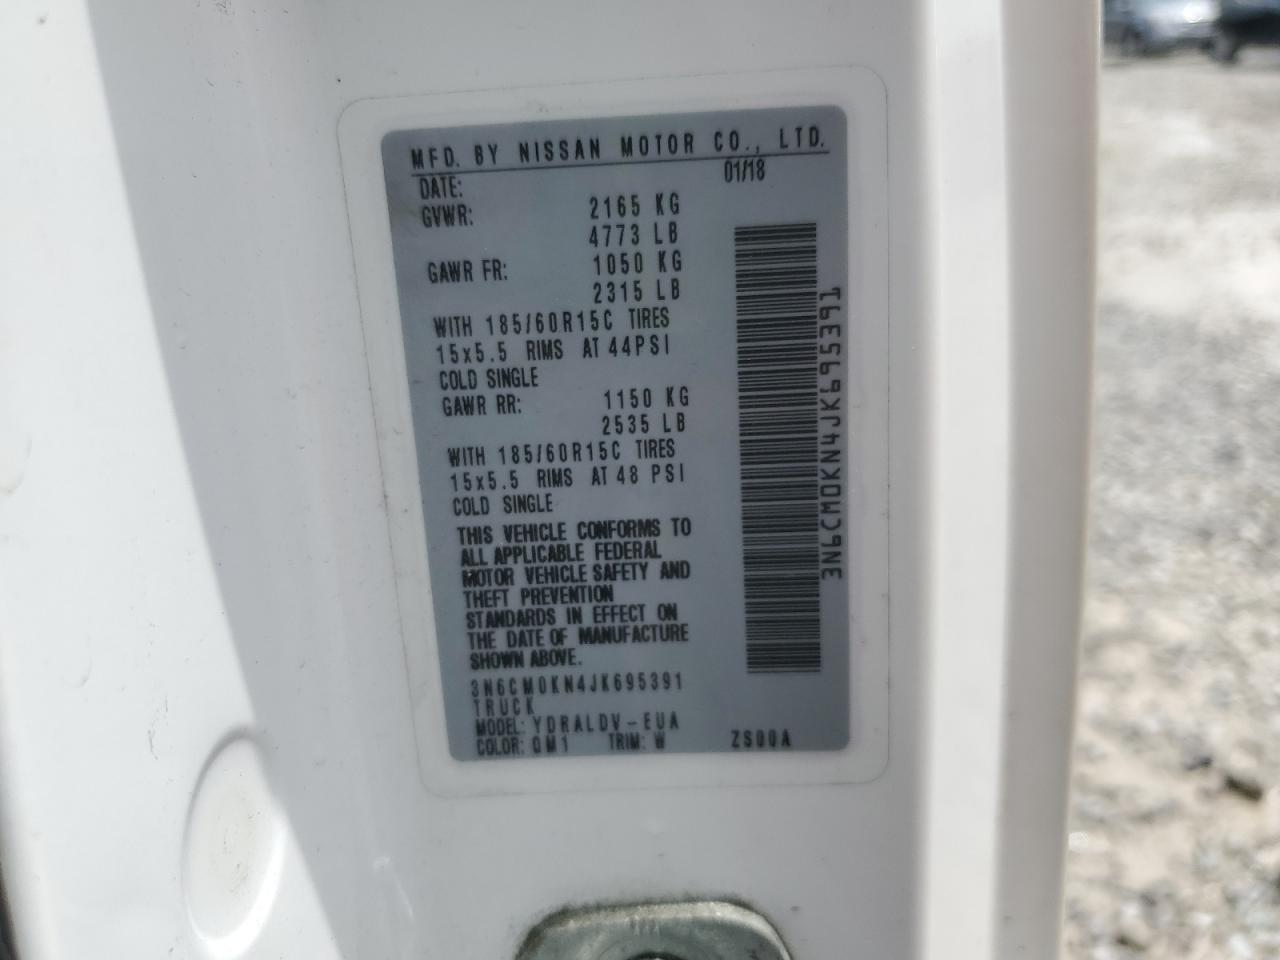 MFD. BY NISSAN MOTOR CO., LTD.
DATE: 01/18
GVWR: 2165 KG
4773 LB
GAWR FR: 1050 KG
2315 LB
WITH 185/60R15C TIRES
15x5.5 RIMS AT 44PSI
COLD SINGLE
GAWR RR: 1150 KG
2535 LB
WITH 185/60R15C TIRES
15x5.5 RIMS AT 48 PSI
COLD SINGLE
THIS VEHICLE CONFORMS TO
ALL APPLICABLE FEDERAL
MOTOR VEHICLE SAFETY AND
THEFT PREVENTION
STANDARDS IN EFFECT ON
THE DATE OF MANUFACTURE
SHOWN ABOVE.
3N6CM0KN4JK695391
TRUCK
MODEL: YDRALDV-EUA
COLOR: QM1 TRIM: W ZS00A
3N6CM0KN4JK695391